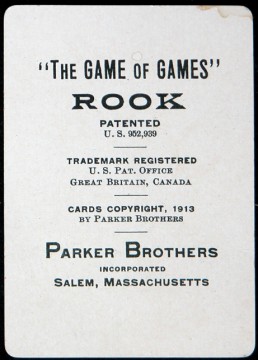 "THE GAME OF GAMES"
ROOK
PATENTED
U. S. 952,939
TRADEMARK REGISTERED
U. S. PAT. OFFICE
GREAT BRITAIN, CANADA
CARDS COPYRIGHT, 1913
BY PARKER BROTHERS
PARKER BROTHERS
INCORPORATED
SALEM, MASSACHUSETTS